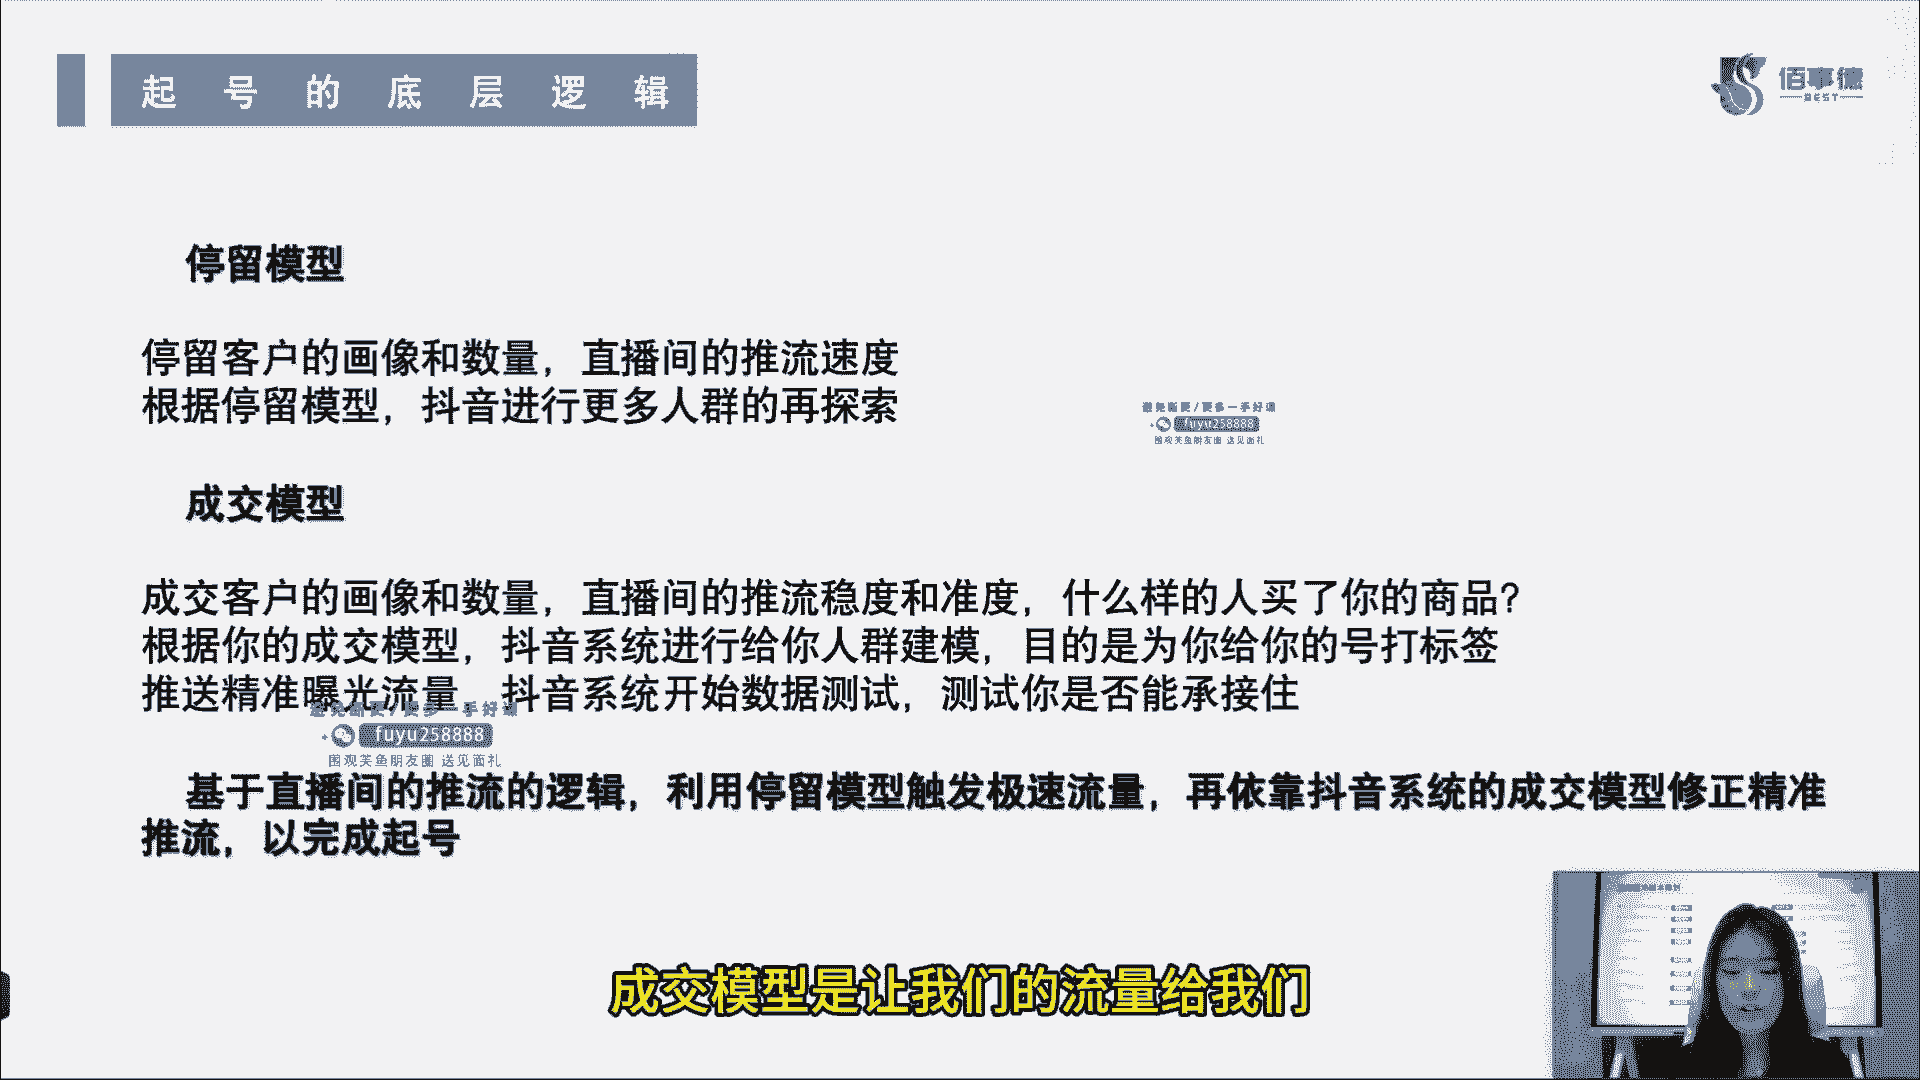 起号的底层逻辑
佰事德
BEST
停留模型
停留客户的画像和数量，直播间的推流速度
根据停留模型，抖音进行更多人群的再探索
避免断更/更多一手好课
fuyu258888
围观芙鱼朋友圈 送见面礼
成交模型
成交客户的画像和数量，直播间的推流稳度和准度，什么样的人买了你的商品？
根据你的成交模型，抖音系统进行给你人群建模，目的是为你给你的号打标签
推送精准曝光流量，抖音系统开始数据测试，测试你是否能承接住
避免断更/更多一手好课
fuyu258888
围观芙鱼朋友圈 送见面礼
基于直播间的推流的逻辑，利用停留模型触发极速流量，再依靠抖音系统的成交模型修正精准
推流，以完成起号
成交模型是让我们的流量给我们